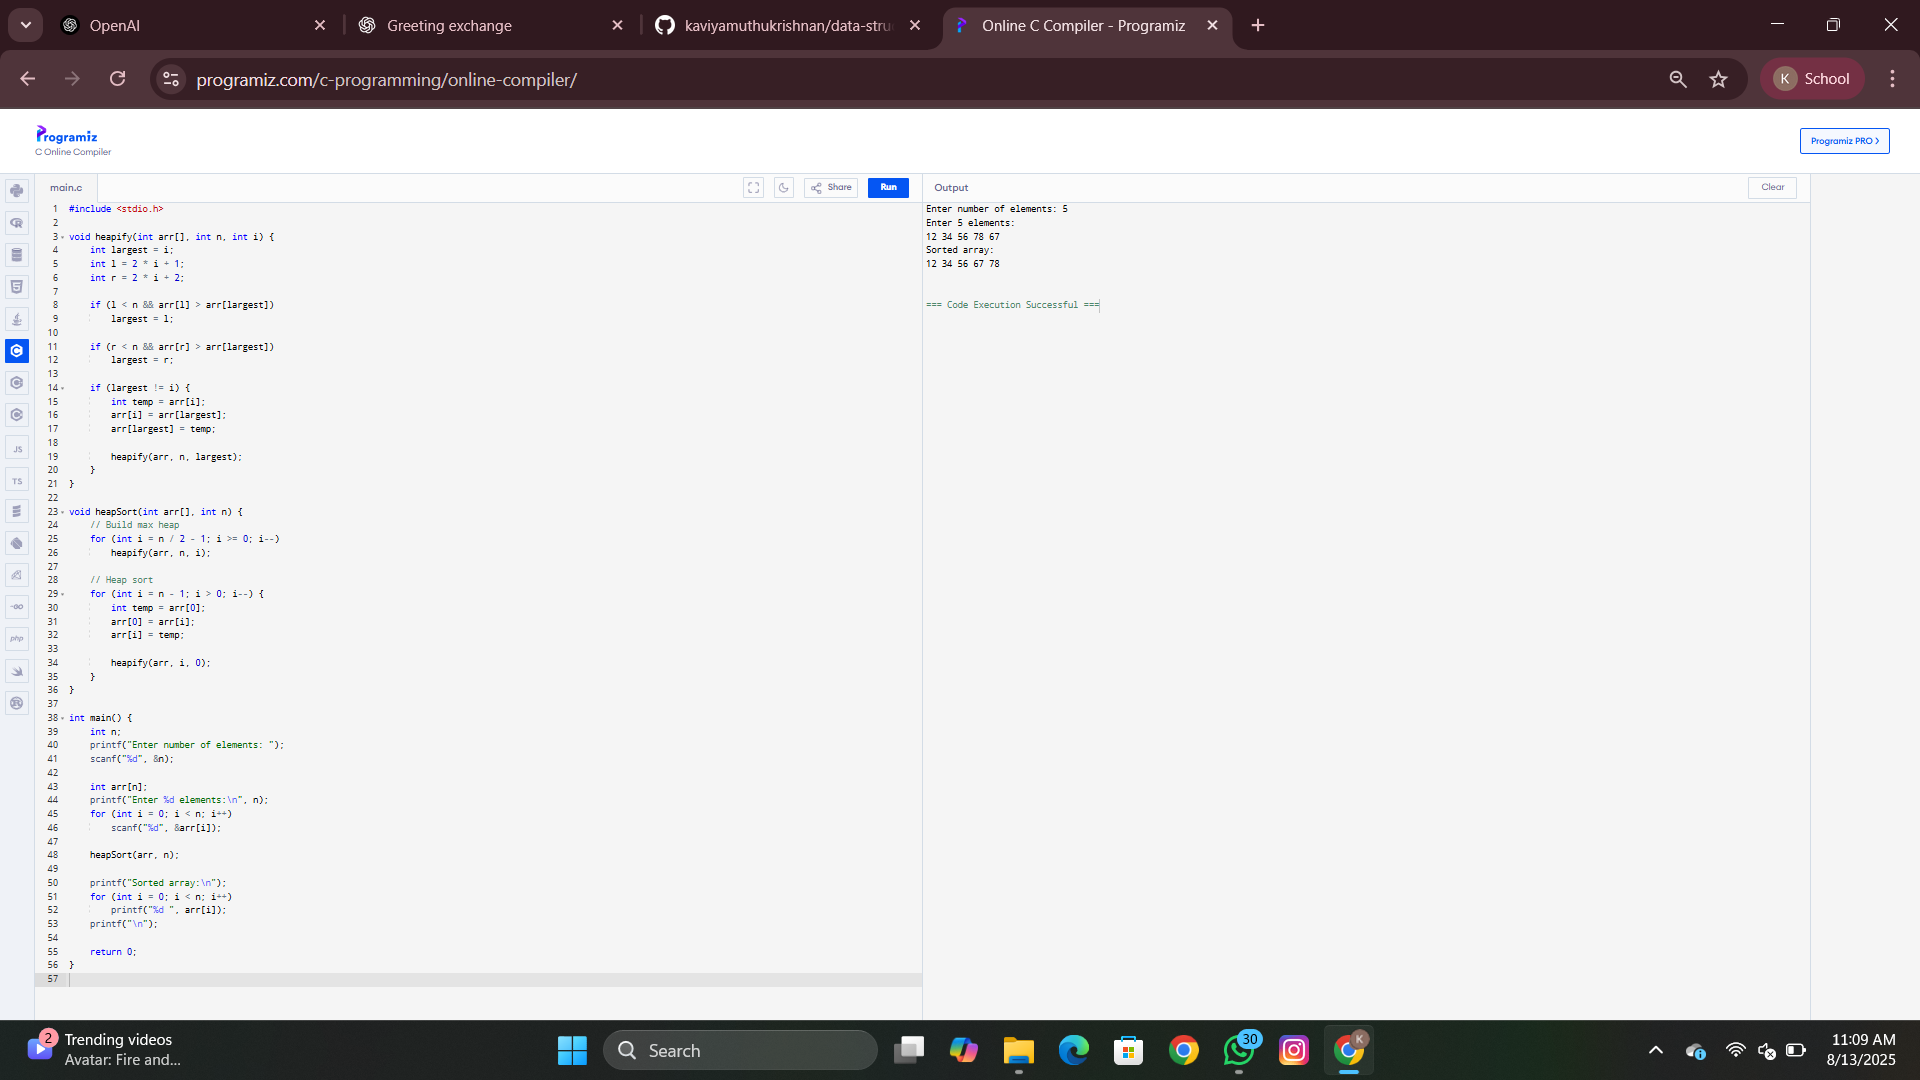 OpenAI
Greeting exchange
kaviyamuthukrishnan/data-stru
Online C Compiler - Programiz
programiz.com/c-programming/online-compiler/
K School
Programiz
C Online Compiler
Programiz PRO >
main.c
Share
Run
Output
Clear
1 #include <stdio.h>
2
3 void heapify(int arr[], int n, int i) {
4     int largest = i;
5     int l = 2 * i + 1;
6     int r = 2 * i + 2;
7
8     if (l < n && arr[l] > arr[largest])
9         largest = l;
10
11     if (r < n && arr[r] > arr[largest])
12         largest = r;
13
14     if (largest != i) {
15         int temp = arr[i];
16         arr[i] = arr[largest];
17         arr[largest] = temp;
18
19         heapify(arr, n, largest);
20     }
21 }
22
23 void heapSort(int arr[], int n) {
24     // Build max heap
25     for (int i = n / 2 - 1; i >= 0; i--)
26         heapify(arr, n, i);
27
28     // Heap sort
29     for (int i = n - 1; i > 0; i--) {
30         int temp = arr[0];
31         arr[0] = arr[i];
32         arr[i] = temp;
33
34         heapify(arr, i, 0);
35     }
36 }
37
38 int main() {
39     int n;
40     printf("Enter number of elements: ");
41     scanf("%d", &n);
42
43     int arr[n];
44     printf("Enter %d elements:\n", n);
45     for (int i = 0; i < n; i++)
46         scanf("%d", &arr[i]);
47
48     heapSort(arr, n);
49
50     printf("Sorted array:\n");
51     for (int i = 0; i < n; i++)
52         printf("%d ", arr[i]);
53     printf("\n");
54
55     return 0;
56 }
57
Enter number of elements: 5
Enter 5 elements:
12 34 56 78 67
Sorted array:
12 34 56 67 78
=== Code Execution Successful ===
JS
TS
GO
php
2
Trending videos
Avatar: Fire and...
Search
30
K
11:09 AM
8/13/2025